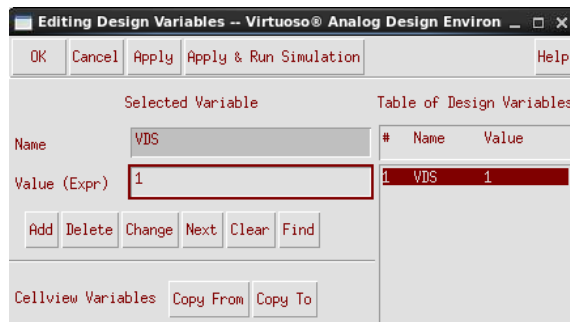 Editing Design Variables -- Virtuoso® Analog Design Environ
OK Cancel Apply Apply & Run Simulation Help
Selected Variable
Name VDS
Value (Expr) 1
Add Delete Change Next Clear Find
Cellview Variables Copy From Copy To
Table of Design Variables
# Name Value
1 VDS 1